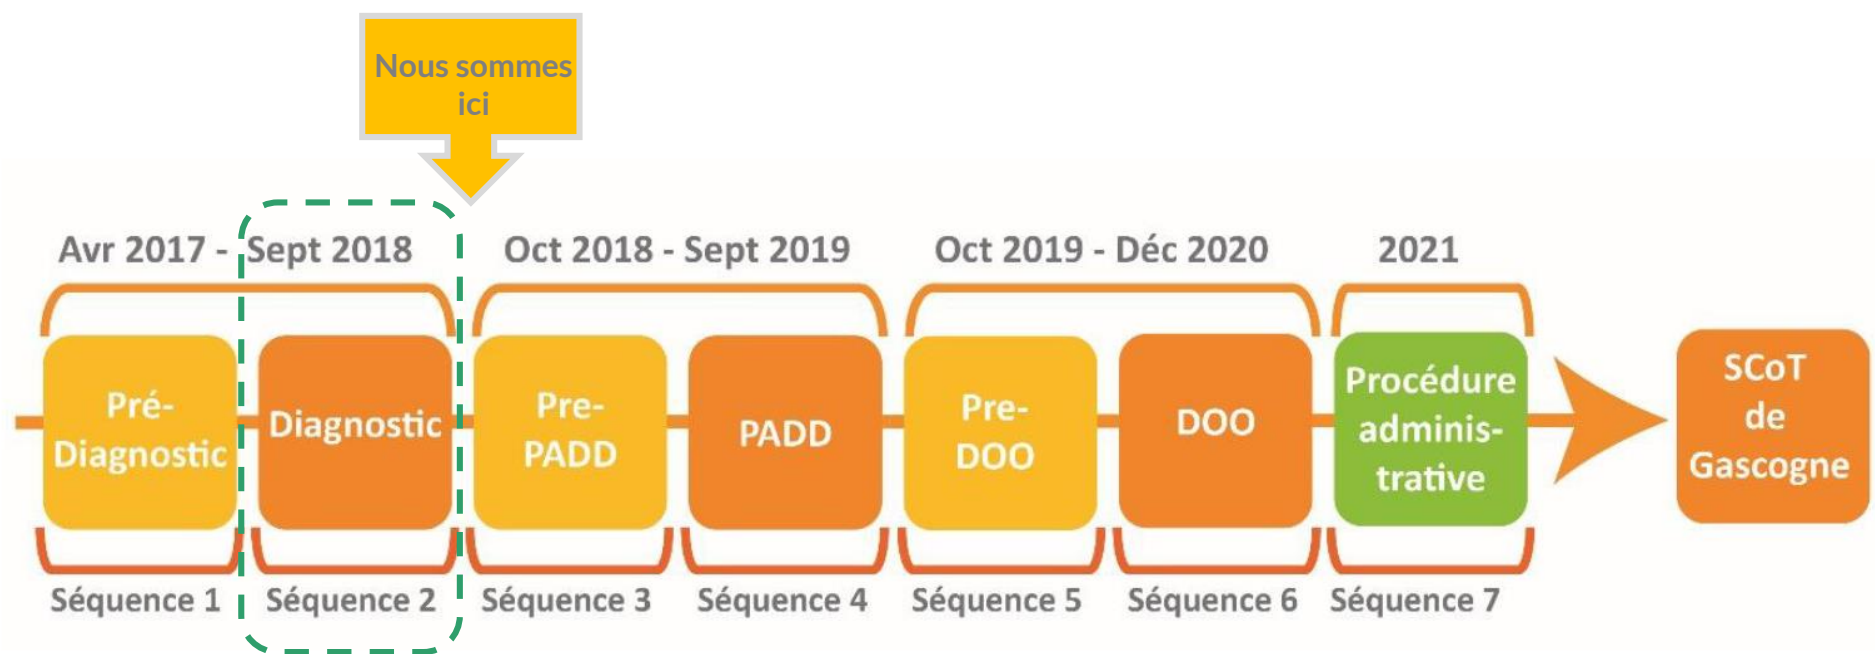 Nous sommes
ici
Avr 2017 - Sept 2018
Oct 2018 - Sept 2019
Oct 2019 - Déc 2020
2021
Pré-
Diagnostic
Diagnostic
Pre-
PADD
PADD
Pre-
DOO
DOO
Procédure
adminis-
trative
SCoT
de
Gascogne
Séquence 1
Séquence 2
Séquence 3
Séquence 4
Séquence 5
Séquence 6
Séquence 7